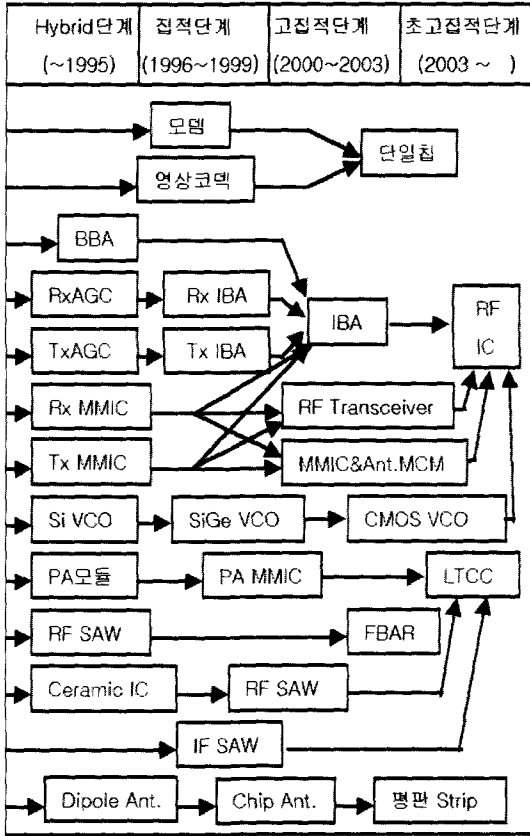 Hybrid단계 집적단계 고집적단계 초고집적단계
(~1995) (1996~1999) (2000~2003) (2003 ~ )
모뎀
단일칩
영상코덱
BBA
RxAGC Rx IBA
IBA
RF
IC
TxAGC Tx IBA
Rx MMIC RF Transceiver
Tx MMIC MMIC&Ant.MCM
Si VCO SiGe VCO CMOS VCO
PA모듈 PA MMIC LTCC
RF SAW FBAR
Ceramic IC RF SAW
IF SAW
Dipole Ant. Chip Ant. 평판 Strip